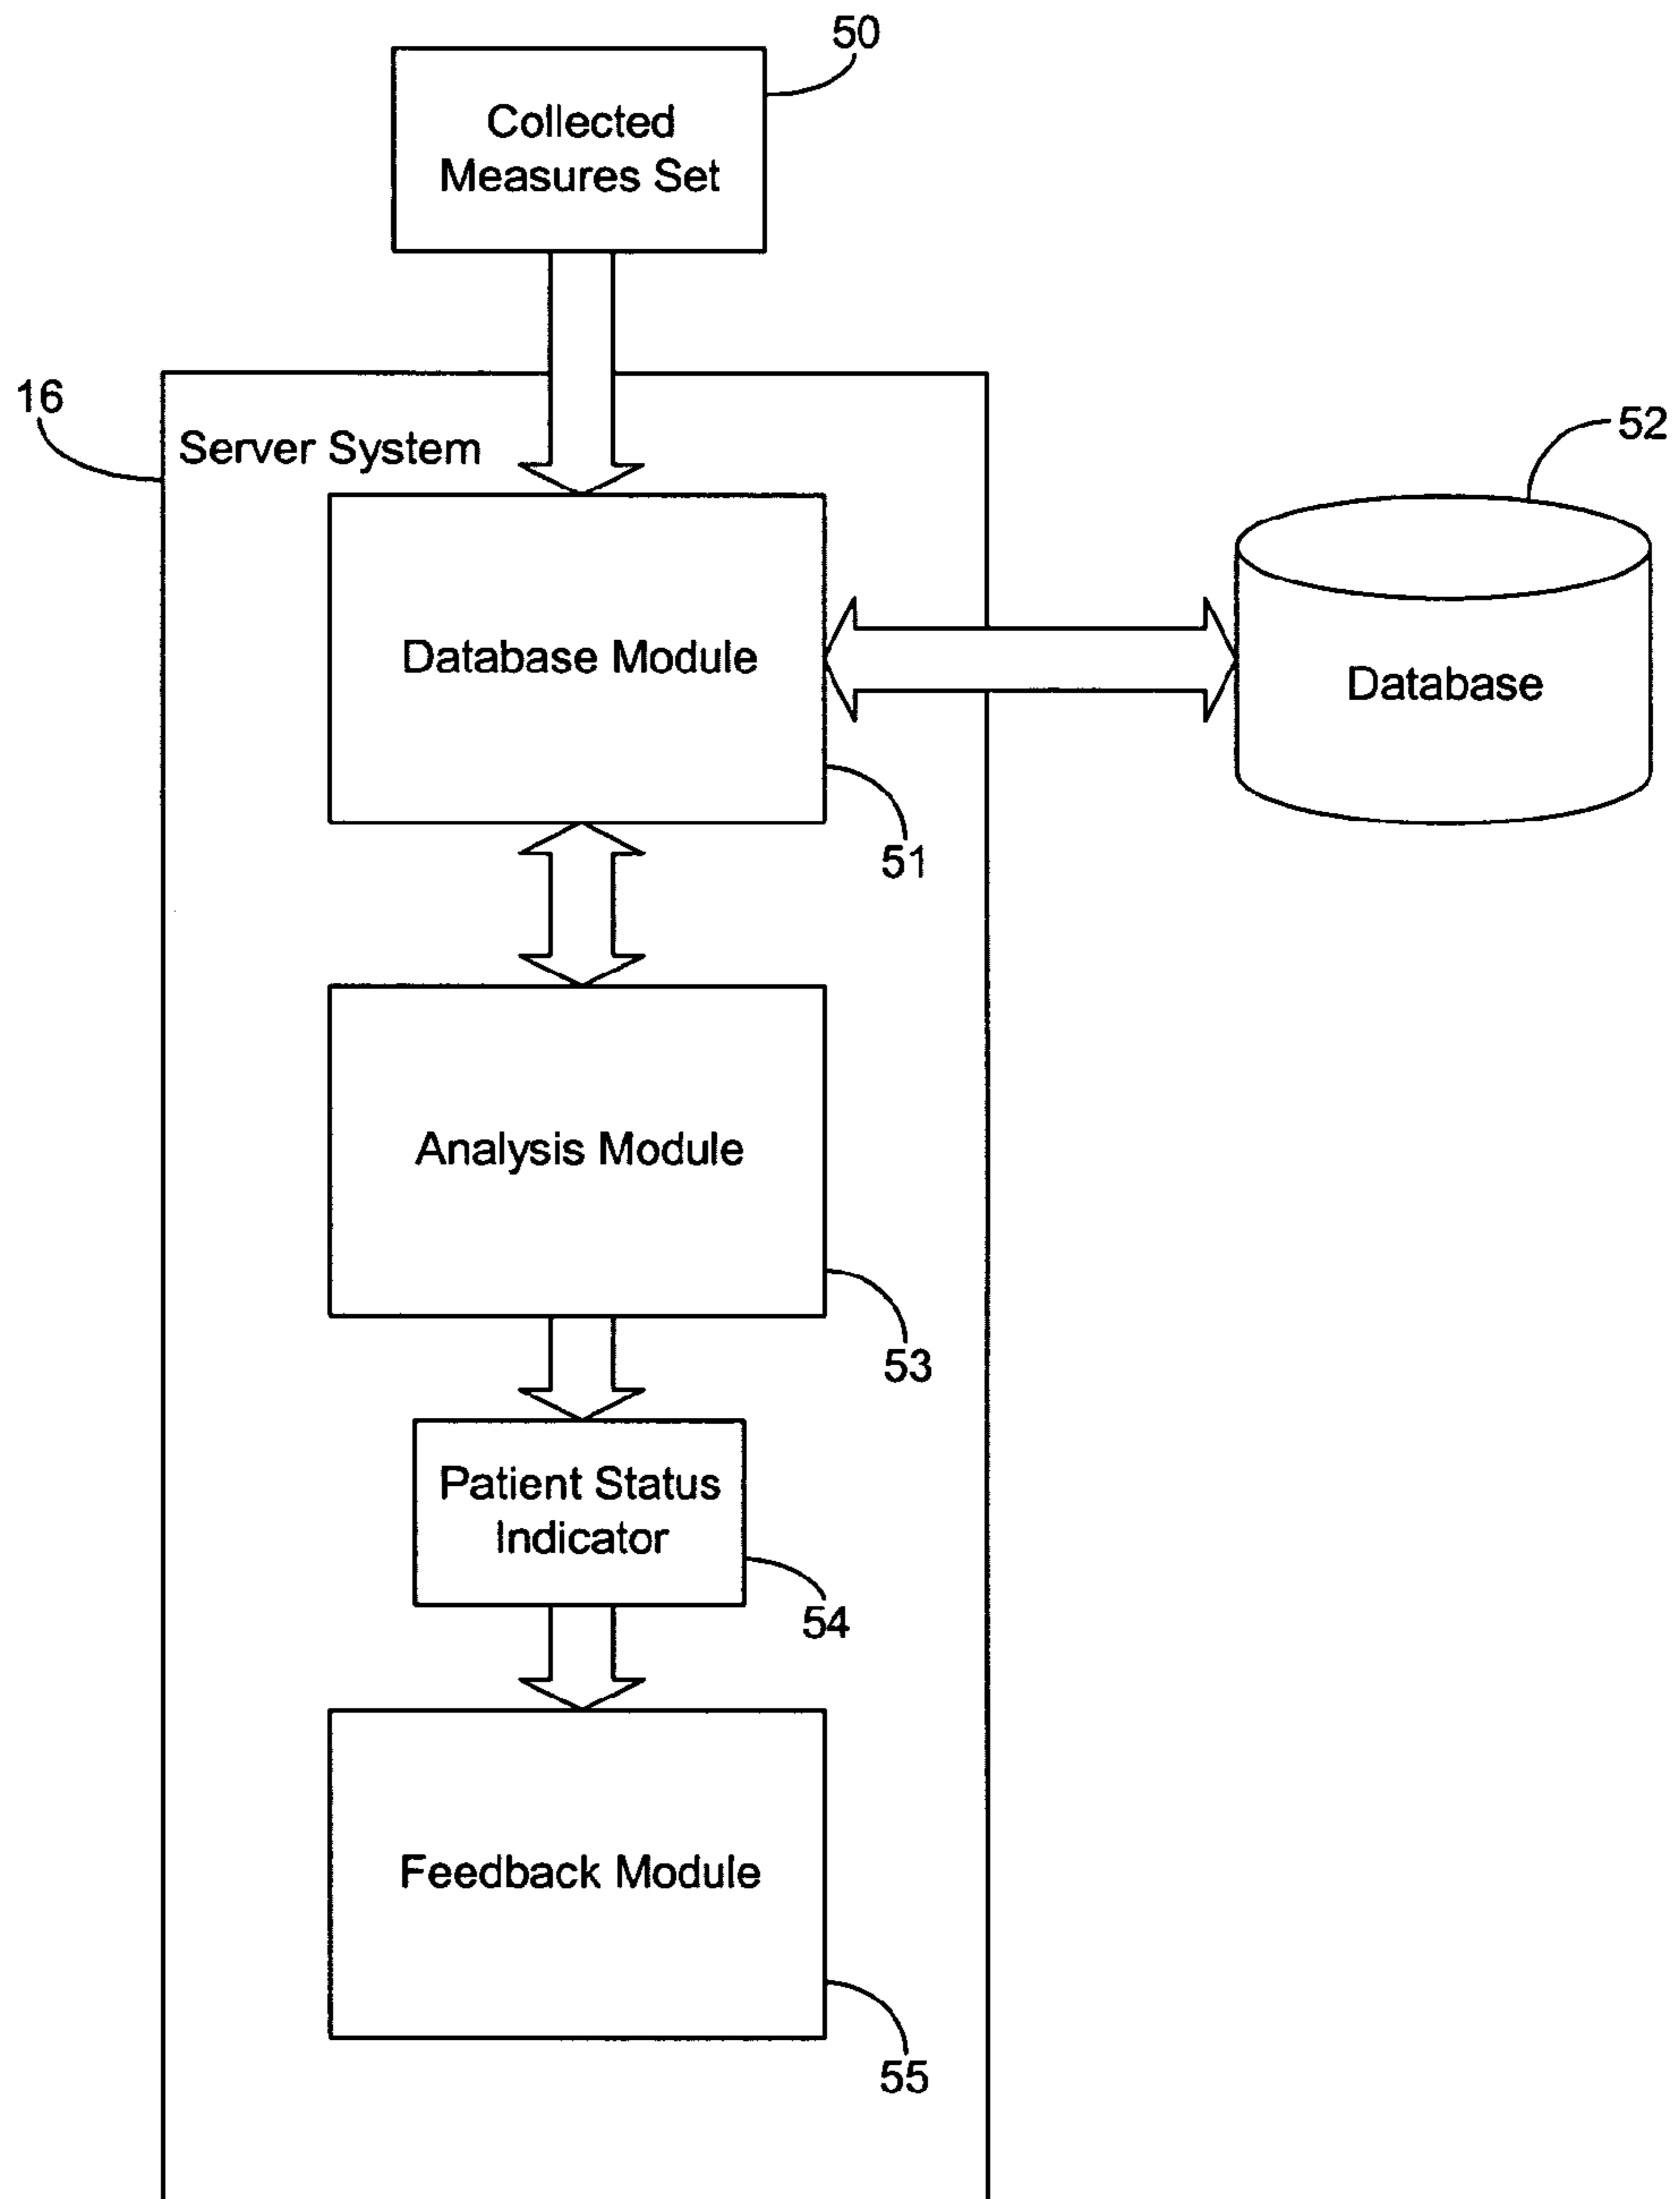 50
Collected
Measures Set
16
Server System
52
Database Module
Database
51
Analysis Module
53
Patient Status
Indicator
54
Feedback Module
55